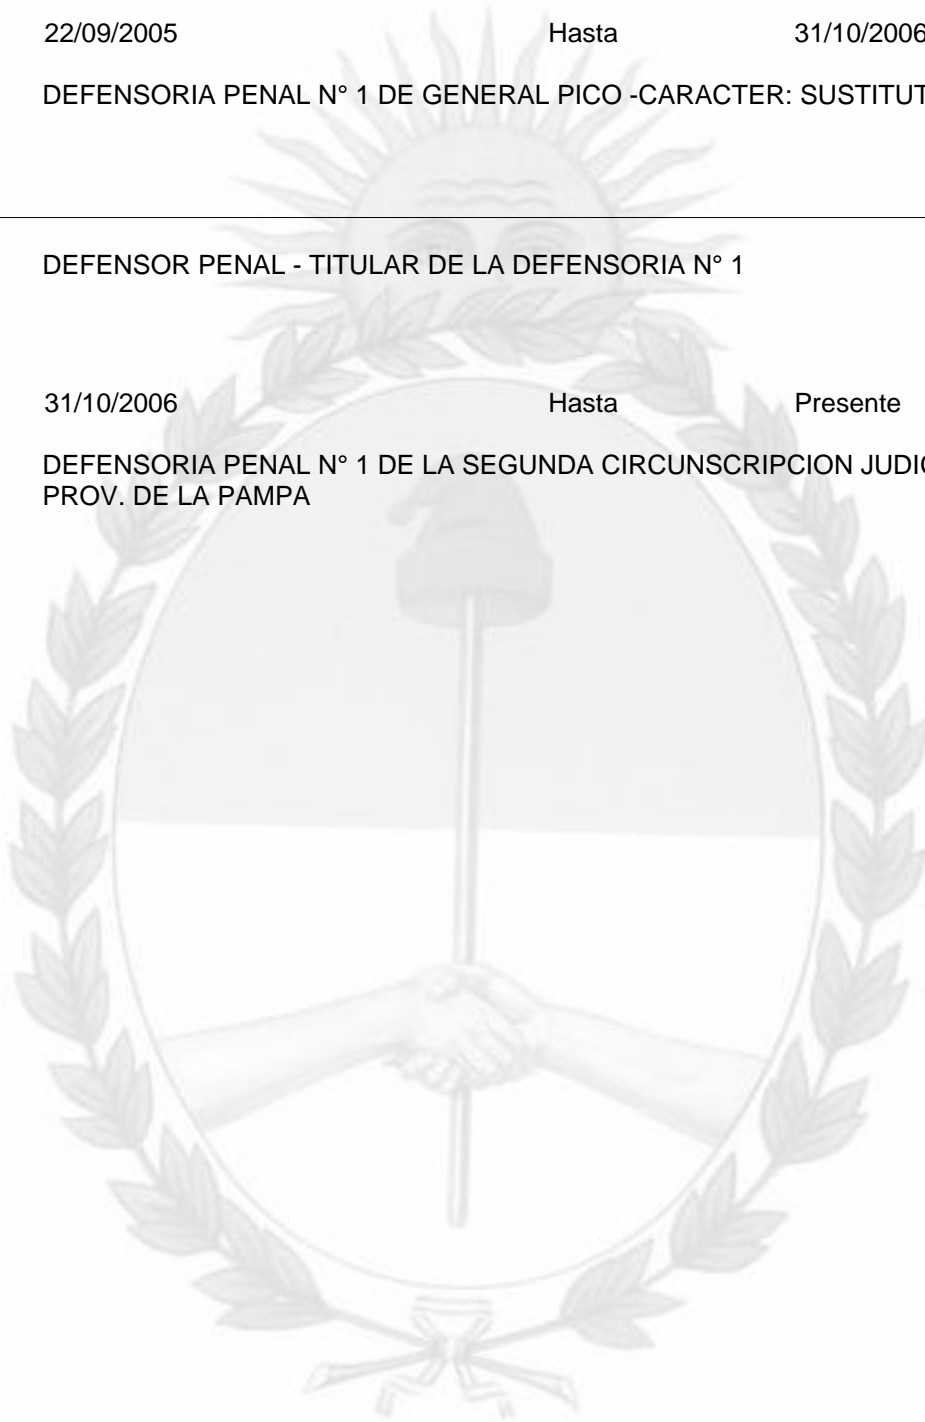 22/09/2005 Hasta 31/10/2006
DEFENSORIA PENAL N° 1 DE GENERAL PICO -CARACTER: SUSTITUT
DEFENSOR PENAL - TITULAR DE LA DEFENSORIA N° 1
31/10/2006 Hasta Presente
DEFENSORIA PENAL N° 1 DE LA SEGUNDA CIRCUNSCRIPCION JUDIC
PROV. DE LA PAMPA